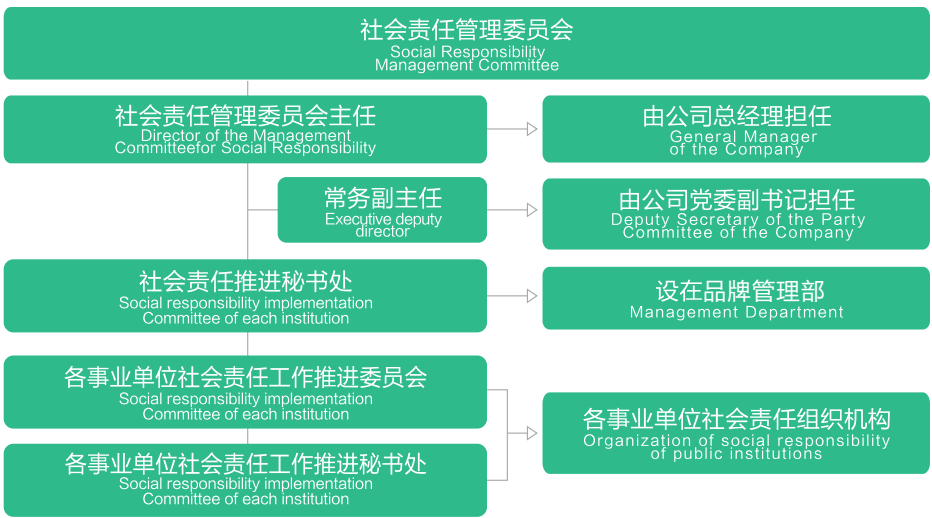 社会责任管理委员会
Social Responsibility
Management Committee
社会责任管理委员会主任
Director of the Management
Committeefor Social Responsibility
由公司总经理担任
General Manager
of the Company
常务副主任
Executive deputy
director
由公司党委副书记担任
Deputy Secretary of the Party
Committee of the Company
社会责任推进秘书处
Social responsibility implementation
Committee of each institution
设在品牌管理部
Management Department
各事业单位社会责任工作推进委员会
Social responsibility implementation
Committee of each institution
各事业单位社会责任工作推进秘书处
Social responsibility implementation
Committee of each institution
各事业单位社会责任组织机构
Organization of social responsibility
of public institutions